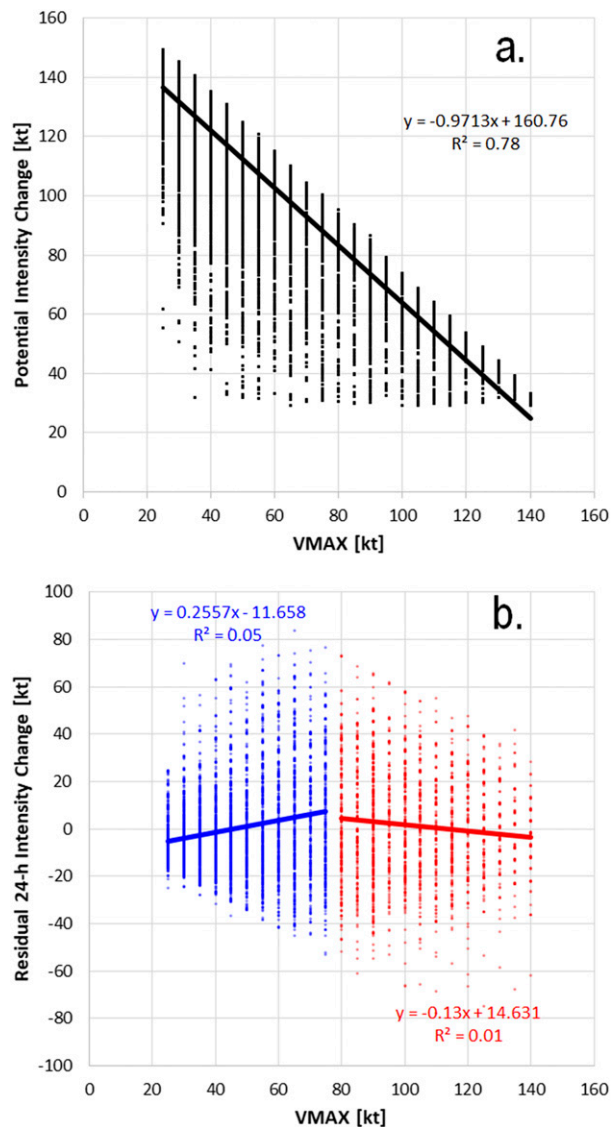 a.
160
140
120
100
80
60
40
20
0
Potential Intensity Change [kt]
y = -0.9713x + 160.76
R² = 0.78
0 20 40 60 80 100 120 140 160
VMAX [kt]
b.
100
80
60
40
20
0
-20
-40
-60
-80
-100
Residual 24-h Intensity Change [kt]
y = 0.2557x - 11.658
R² = 0.05
y = -0.13x + 14.631
R² = 0.01
0 20 40 60 80 100 120 140 160
VMAX [kt]